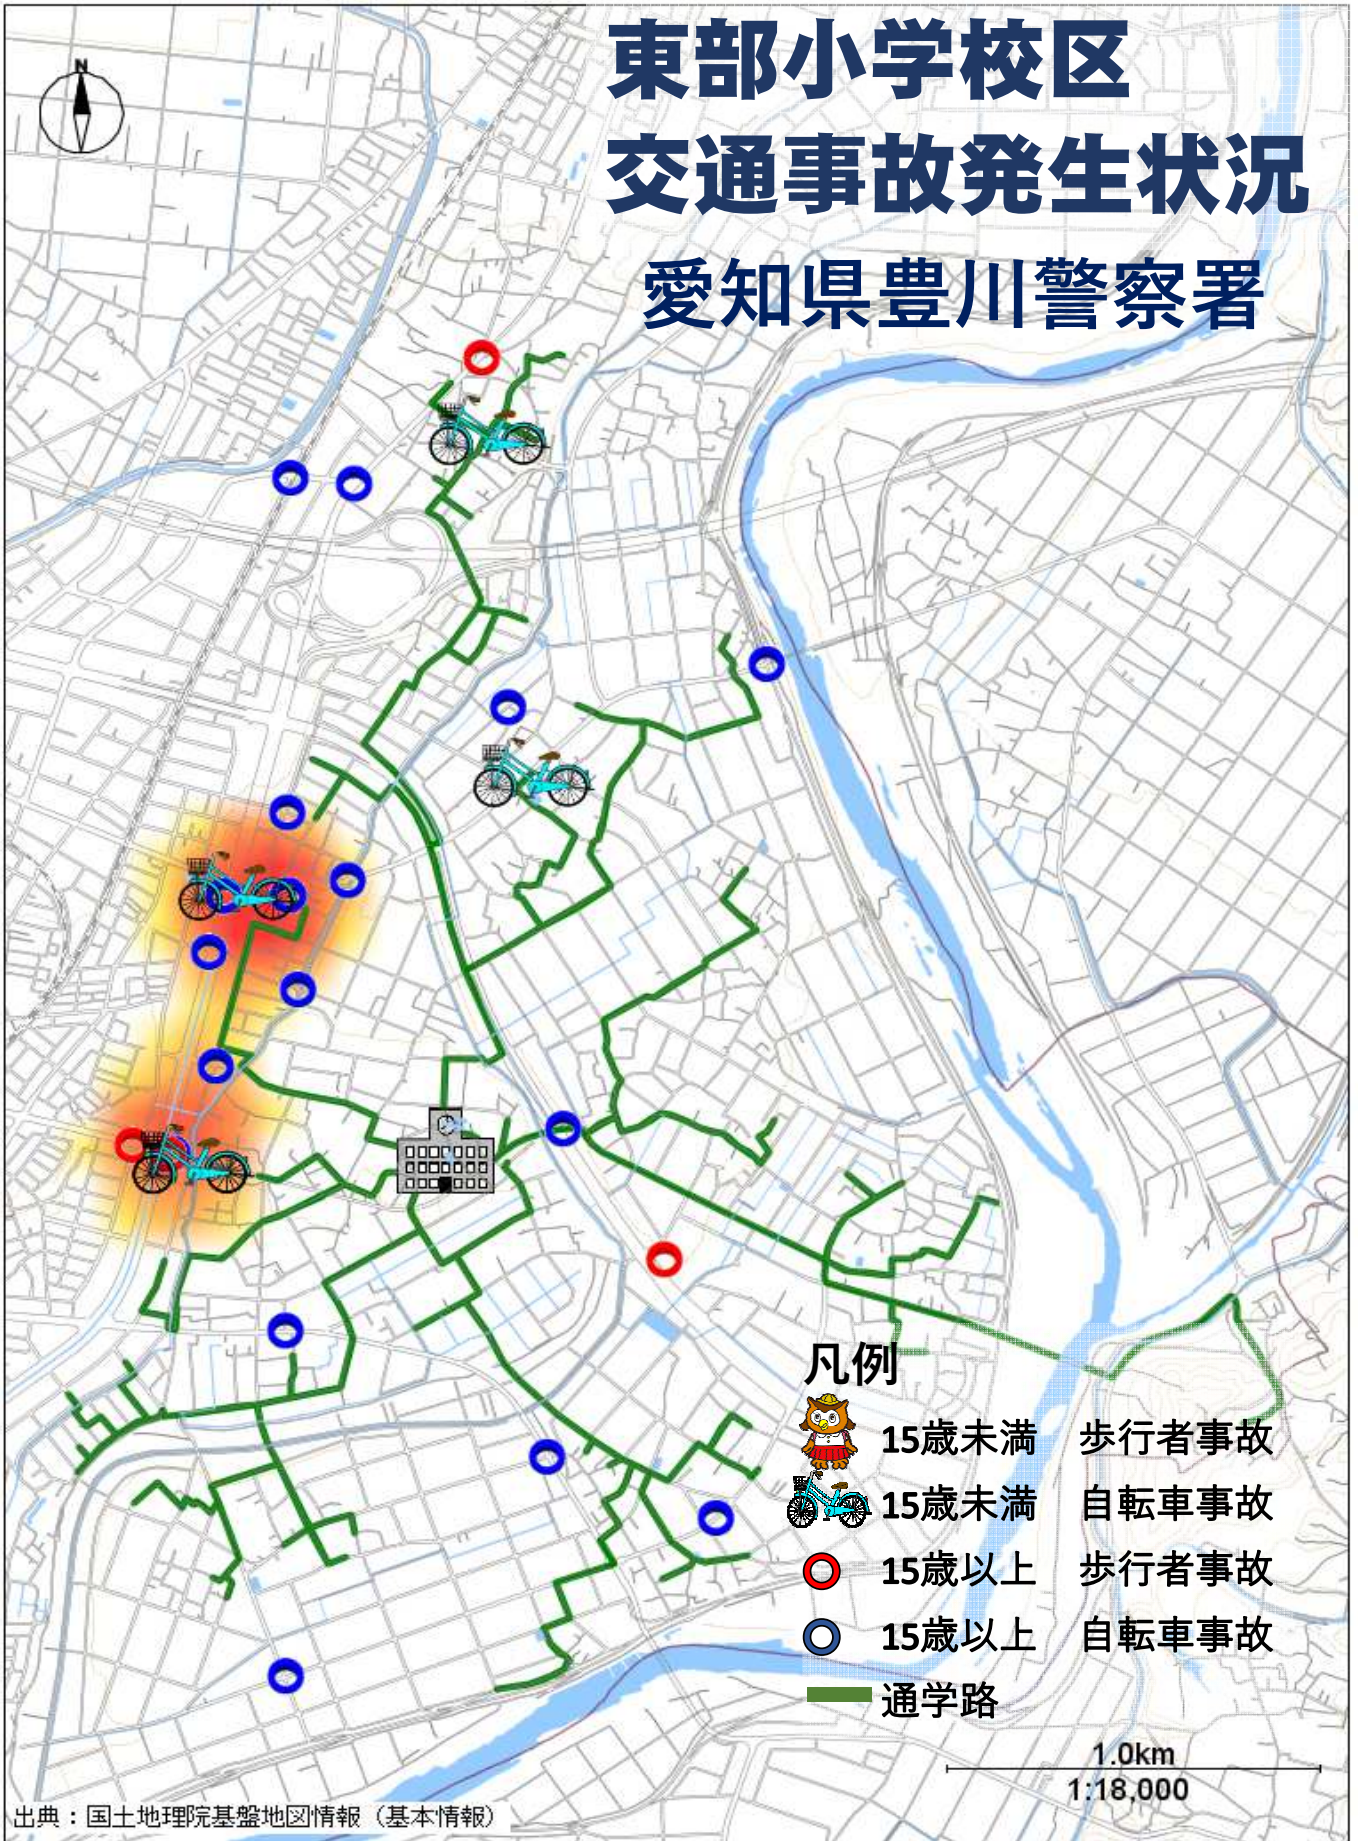 東部小学校区
交通事故発生状況
愛知県豊川警察署
N
凡例
15歳未満　歩行者事故
15歳未満　自転車事故
15歳以上　歩行者事故
15歳以上　自転車事故
通学路
1.0km
1:18,000
出典：国土地理院基盤地図情報（基本情報）